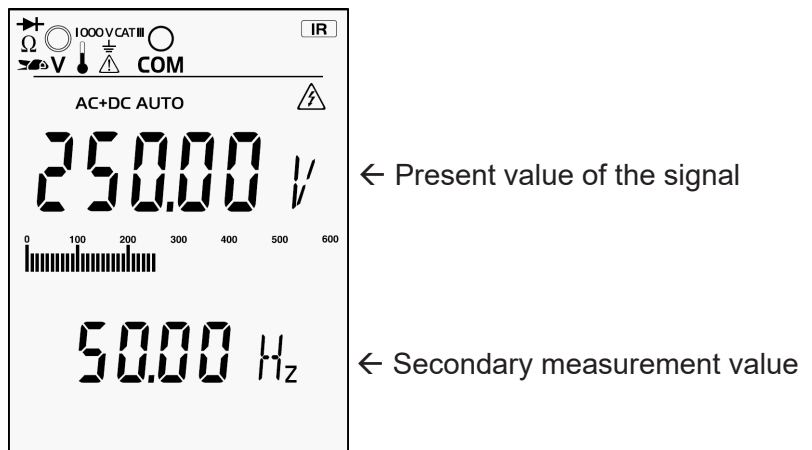 IR
Ω 1000 V CAT III
V COM
AC+DC AUTO
250.00 V
← Present value of the signal
0 100 200 300 400 500 600
50.00 Hz
← Secondary measurement value